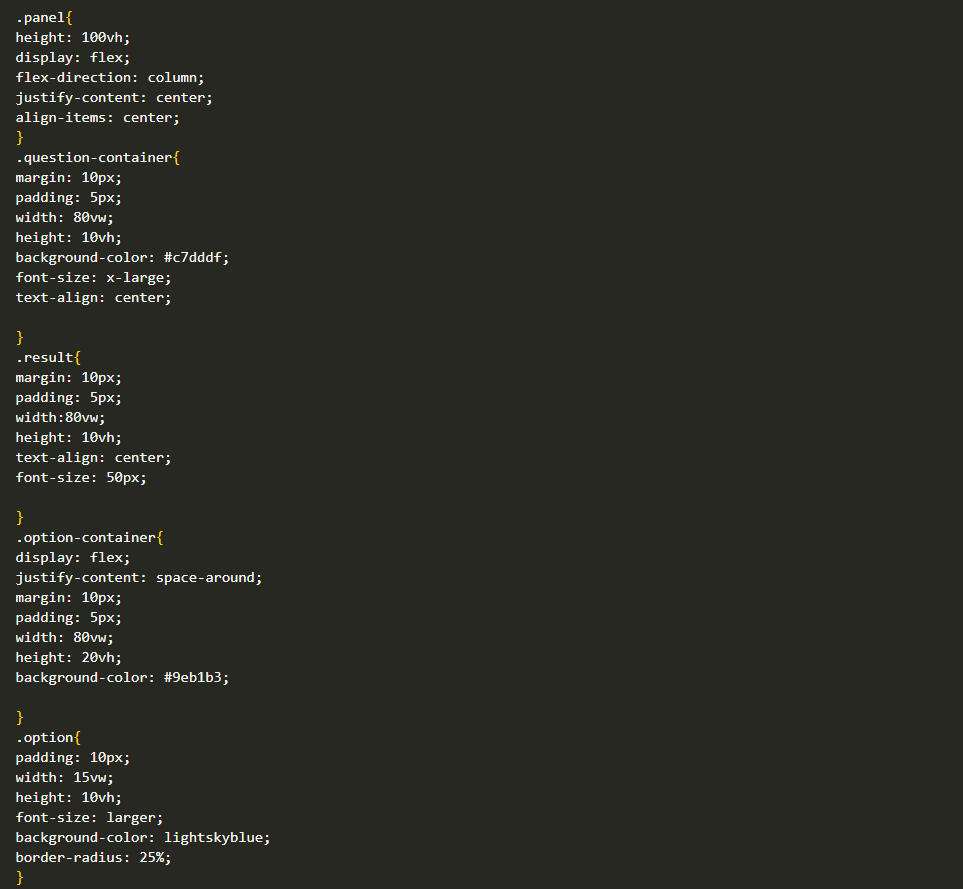 .panel{
height: 100vh;
display: flex;
flex-direction: column;
justify-content: center;
align-items: center;
}
.question-container{
margin: 10px;
padding: 5px;
width: 80vw;
height: 10vh;
background-color: #c7dddf;
font-size: x-large;
text-align: center;

}
.result{
margin: 10px;
padding: 5px;
width:80vw;
height: 10vh;
text-align: center;
font-size: 50px;

}
.option-container{
display: flex;
justify-content: space-around;
margin: 10px;
padding: 5px;
width: 80vw;
height: 20vh;
background-color: #9eb1b3;

}
.option{
padding: 10px;
width: 15vw;
height: 10vh;
font-size: larger;
background-color: lightskyblue;
border-radius: 25%;
}